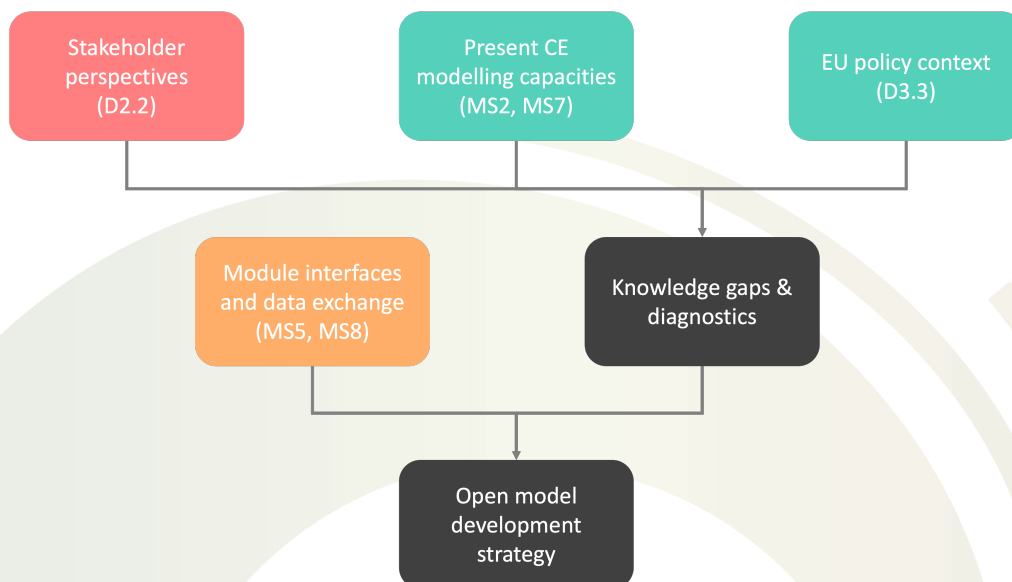 Stakeholder
perspectives
(D2.2)
Present CE
modelling capacities
(MS2, MS7)
EU policy context
(D3.3)
Module interfaces
and data exchange
(MS5, MS8)
Knowledge gaps &
diagnostics
Open model
development
strategy